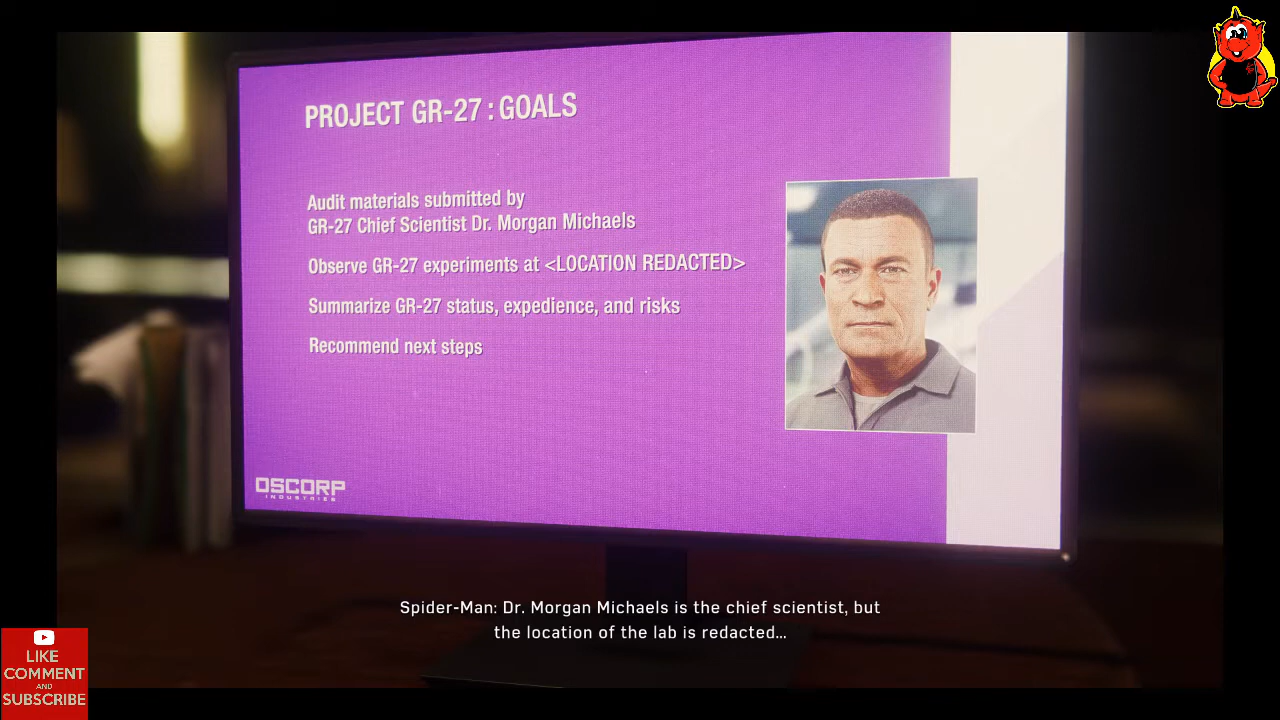 PROJECT GR-27 : GOALS
Audit materials submitted by
GR-27 Chief Scientist Dr. Morgan Michaels
Observe GR-27 experiments at <LOCATION REDACTED>
Summarize GR-27 status, expedience, and risks
Recommend next steps
OSCORP
INDUSTRIES
Spider-Man: Dr. Morgan Michaels is the chief scientist, but
the location of the lab is redacted...
LIKE
COMMENT
AND
SUBSCRIBE